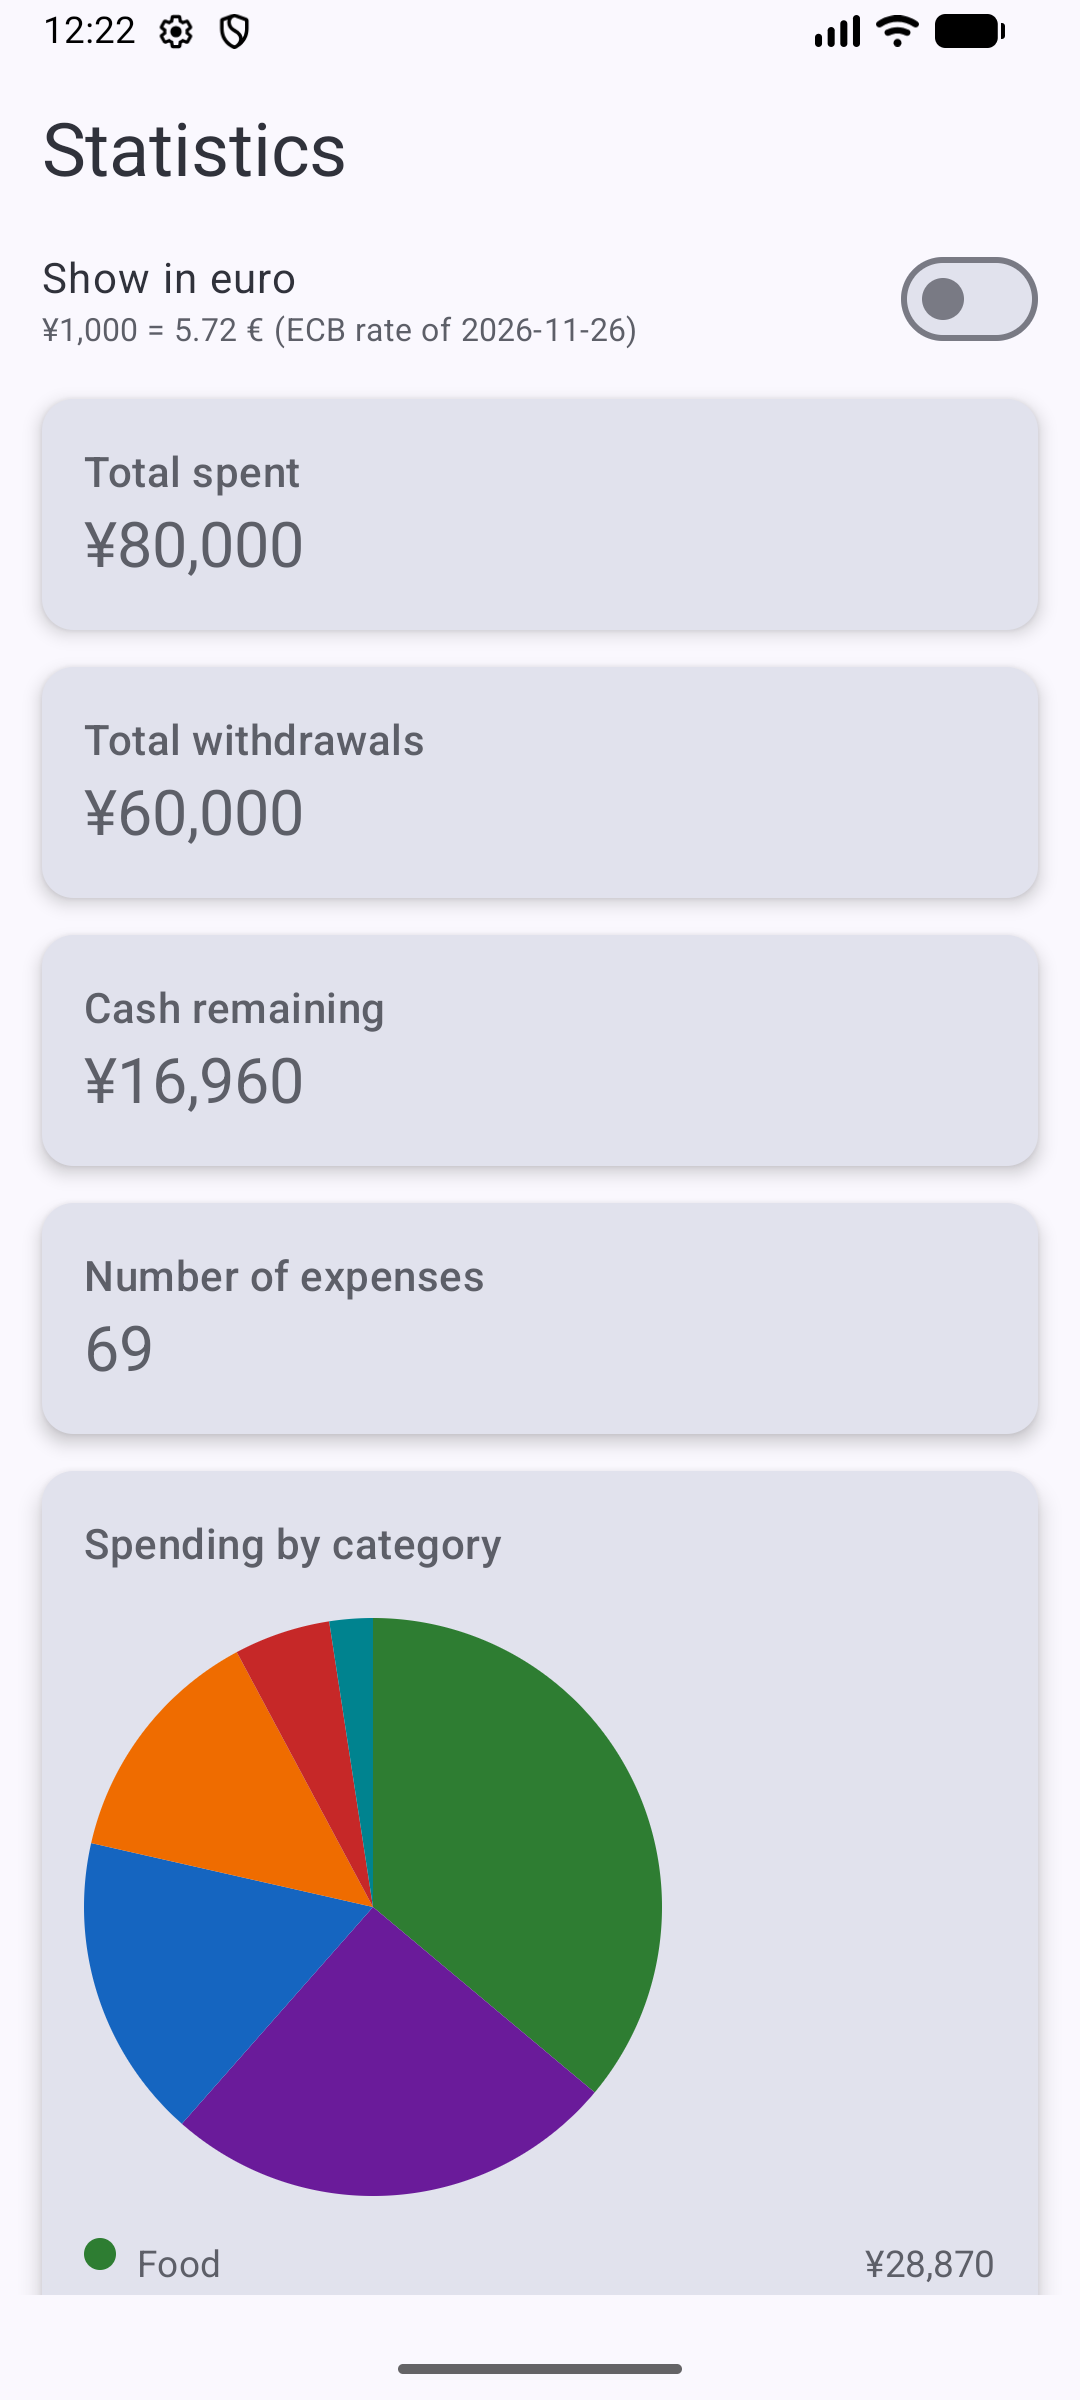 12:22
Statistics
Show in euro
¥1,000 = 5.72 € (ECB rate of 2026-11-26)
Total spent
¥80,000
Total withdrawals
¥60,000
Cash remaining
¥16,960
Number of expenses
69
Spending by category
Food ¥28,870